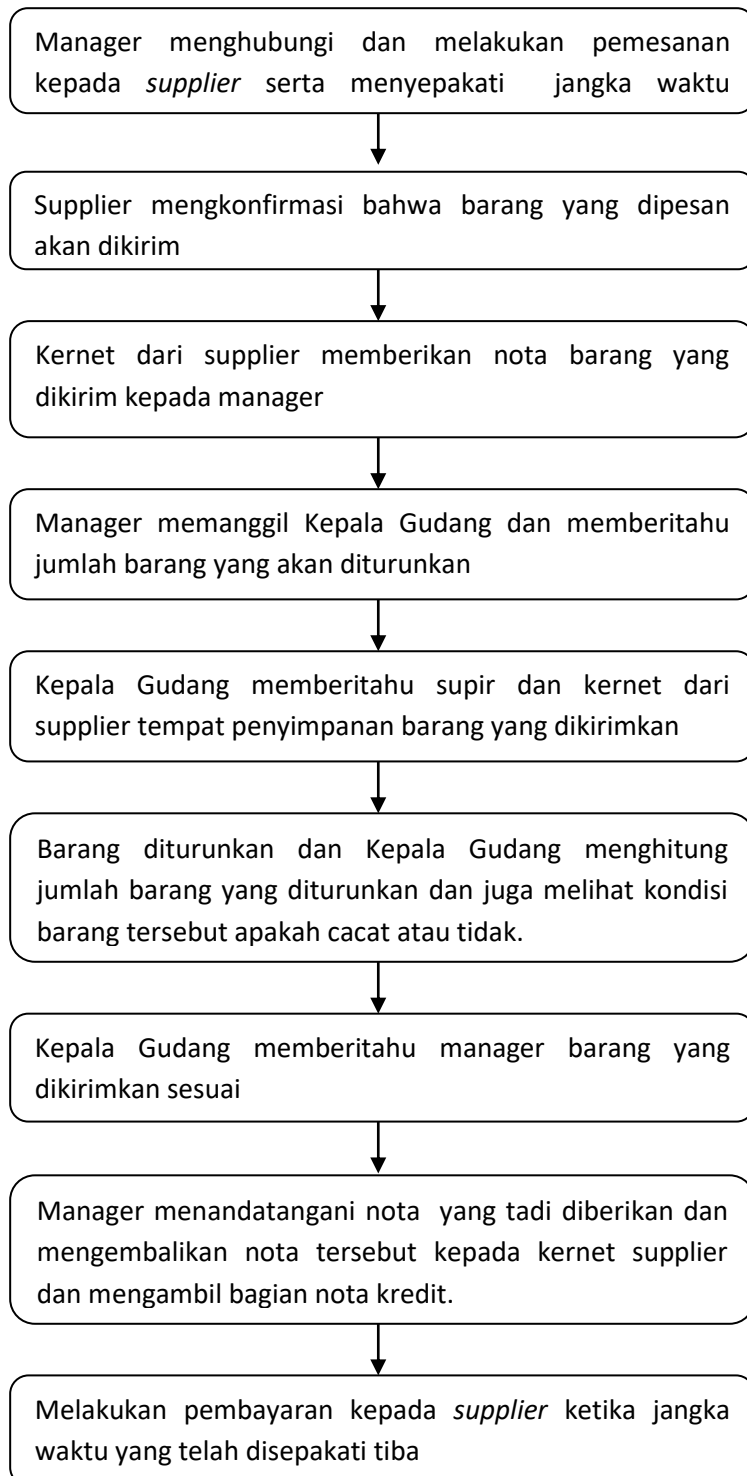 Manager menghubungi dan melakukan pemesanan
kepada supplier serta menyepakati jangka waktu
Supplier mengkonfirmasi bahwa barang yang dipesan
akan dikirim
Kernet dari supplier memberikan nota barang yang
dikirim kepada manager
Manager memanggil Kepala Gudang dan memberitahu
jumlah barang yang akan diturunkan
Kepala Gudang memberitahu supir dan kernet dari
supplier tempat penyimpanan barang yang dikirimkan
Barang diturunkan dan Kepala Gudang menghitung
jumlah barang yang diturunkan dan juga melihat kondisi
barang tersebut apakah cacat atau tidak.
Kepala Gudang memberitahu manager barang yang
dikirimkan sesuai
Manager menandatangani nota yang tadi diberikan dan
mengembalikan nota tersebut kepada kernet supplier
dan mengambil bagian nota kredit.
Melakukan pembayaran kepada supplier ketika jangka
waktu yang telah disepakati tiba